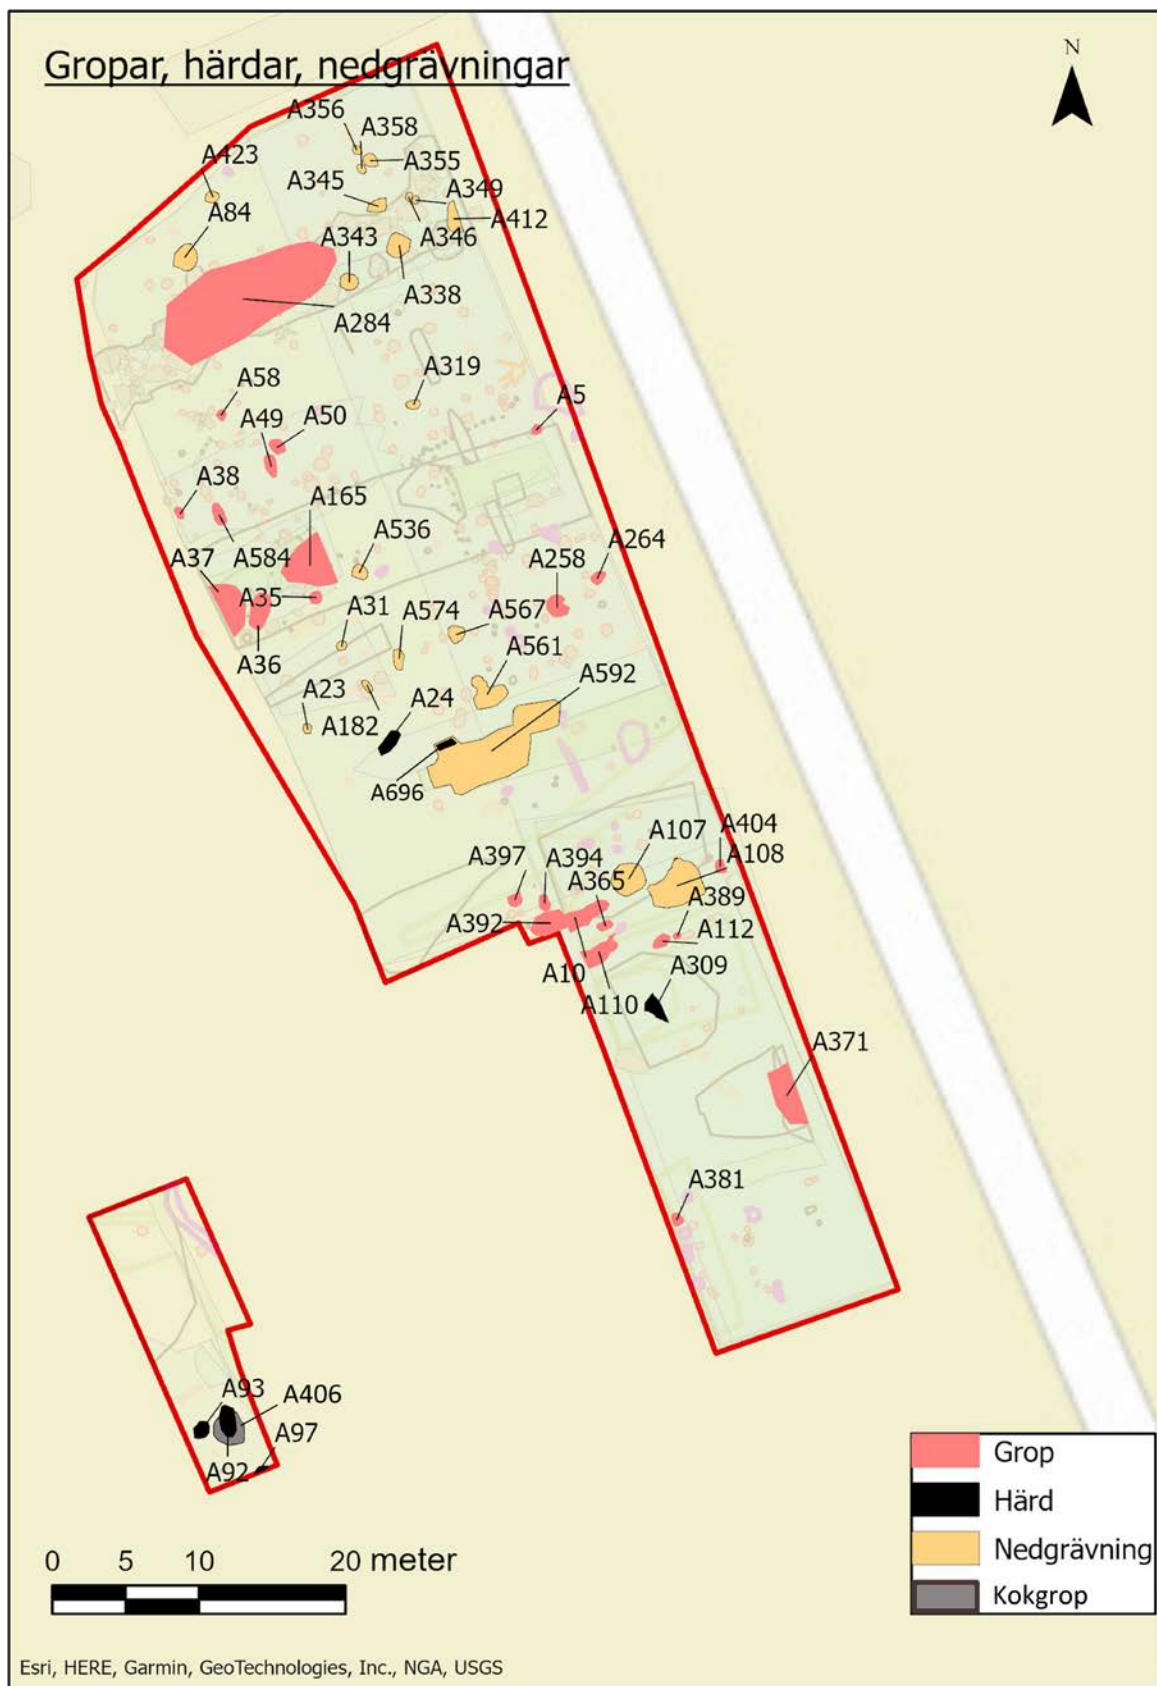 Gropar, härdar, nedgrävningar
N
A356
A358
A423
A355
A345
A349
A84
A412
A343
A346
A338
A284
A319
A58
A5
A49
A50
A38
A165
A536
A264
A37
A584
A258
A35
A31
A574
A567
A36
A561
A592
A23
A24
A182
A696
A107
A404
A397
A394
A108
A365
A389
A392
A112
A10
A309
A110
A371
A381
A93
A406
A97
A92
Grop
Härd
Nedgrävning
Kokgrop
0 5 10 20 meter
Esri, HERE, Garmin, GeoTechnologies, Inc., NGA, USGS